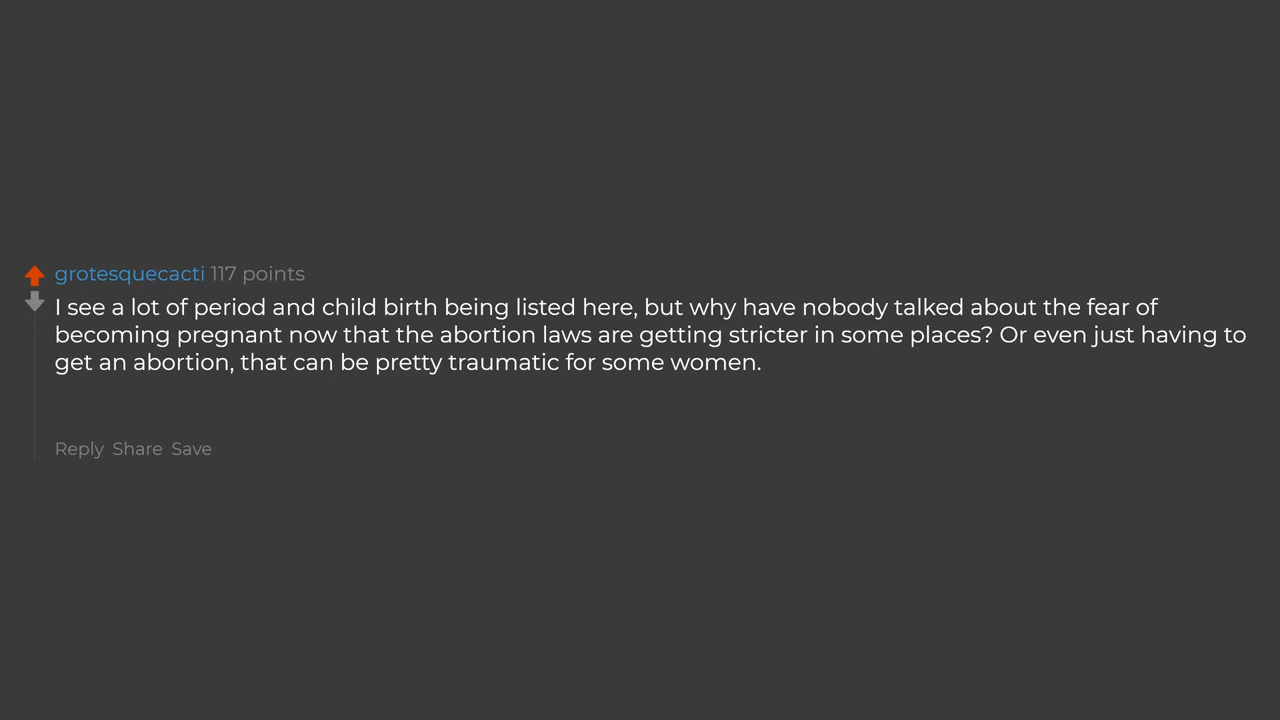 grotesquecacti 117 points
I see a lot of period and child birth being listed here, but why have nobody talked about the fear of
becoming pregnant now that the abortion laws are getting stricter in some places? Or even just having to
get an abortion, that can be pretty traumatic for some women.
Reply Share Save